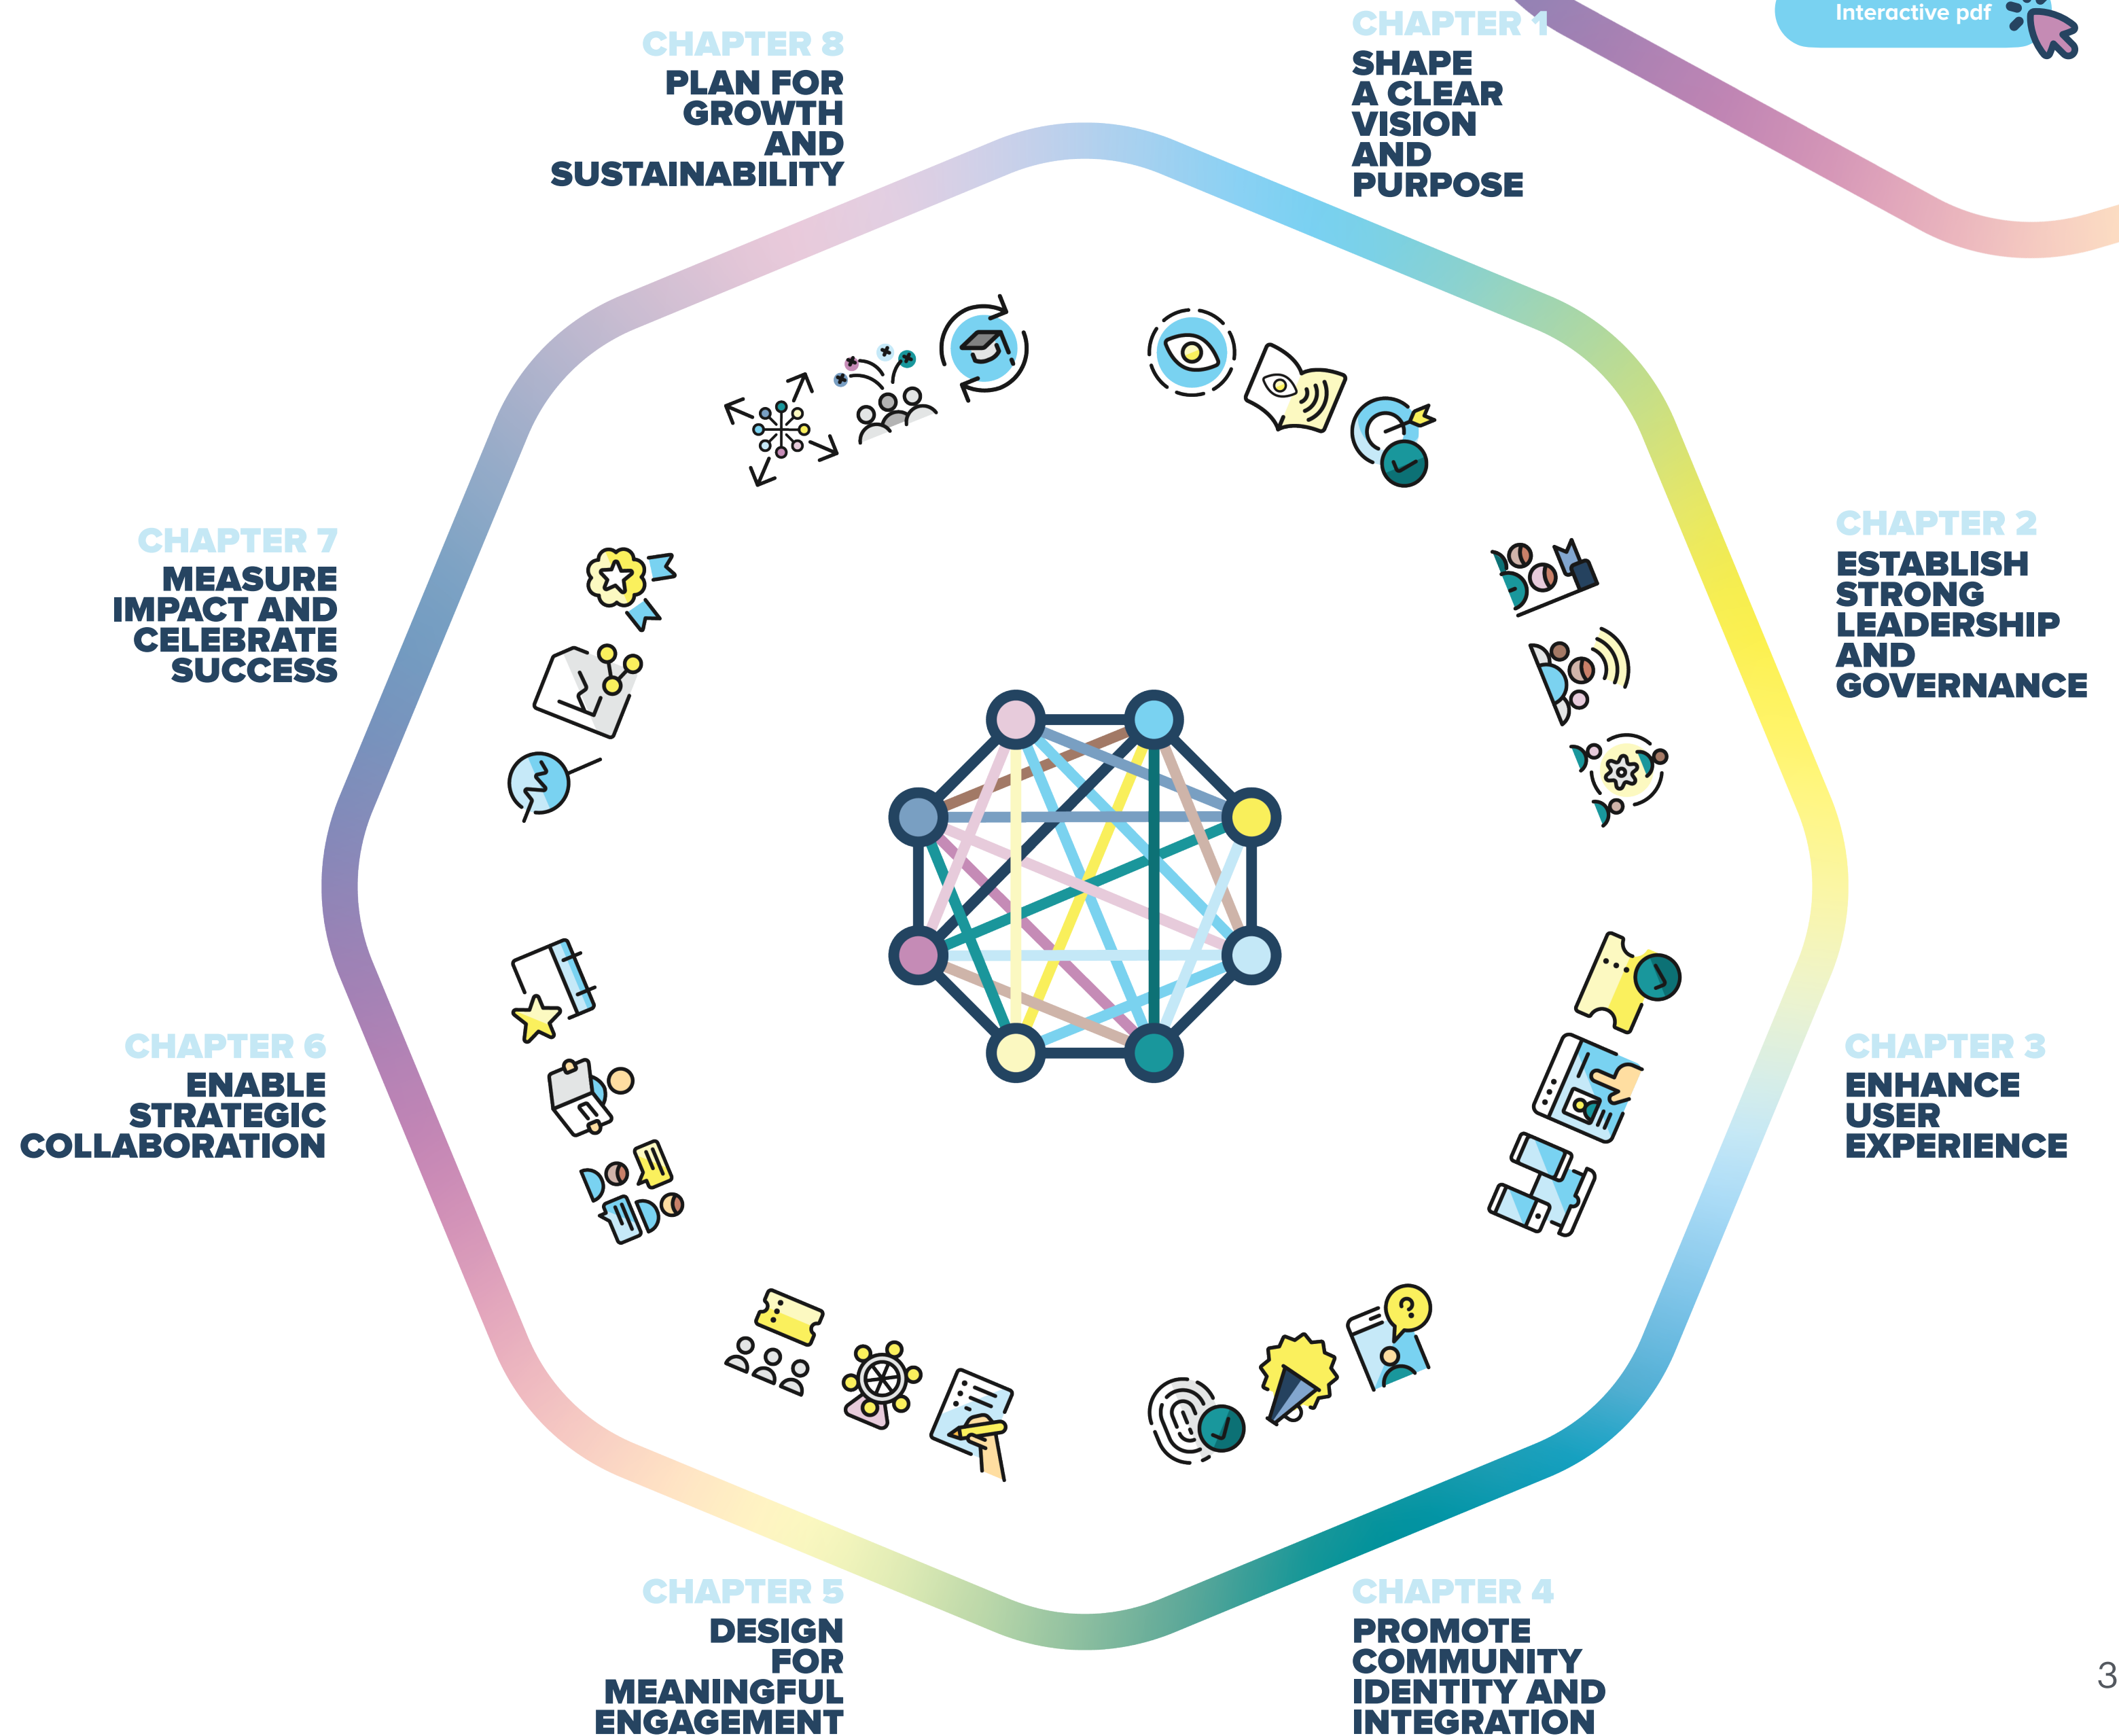 Interactive pdf
CHAPTER 1
SHAPE
A CLEAR
VISION
AND
PURPOSE
CHAPTER 2
ESTABLISH
STRONG
LEADERSHIP
AND
GOVERNANCE
CHAPTER 3
ENHANCE
USER
EXPERIENCE
CHAPTER 4
PROMOTE
COMMUNITY
IDENTITY AND
INTEGRATION
CHAPTER 5
DESIGN
FOR
MEANINGFUL
ENGAGEMENT
CHAPTER 6
ENABLE
STRATEGIC
COLLABORATION
CHAPTER 7
MEASURE
IMPACT AND
CELEBRATE
SUCCESS
CHAPTER 8
PLAN FOR
GROWTH
AND
SUSTAINABILITY
?
3